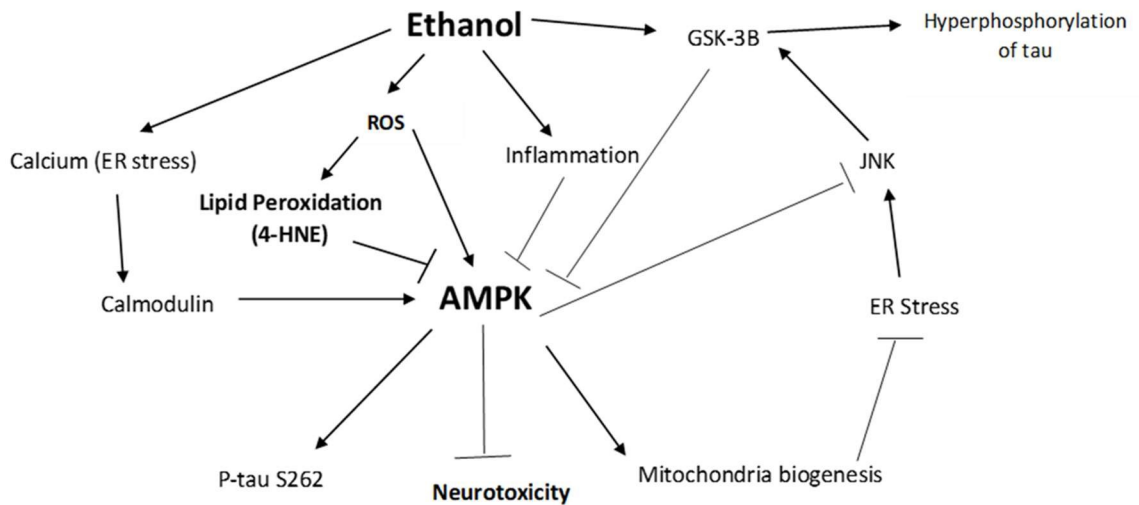 Ethanol
GSK-3B
Hyperphosphorylation
of tau
ROS
Calcium (ER stress)
Inflammation
JNK
Lipid Peroxidation
(4-HNE)
Calmodulin
AMPK
ER Stress
P-tau S262
Neurotoxicity
Mitochondria biogenesis